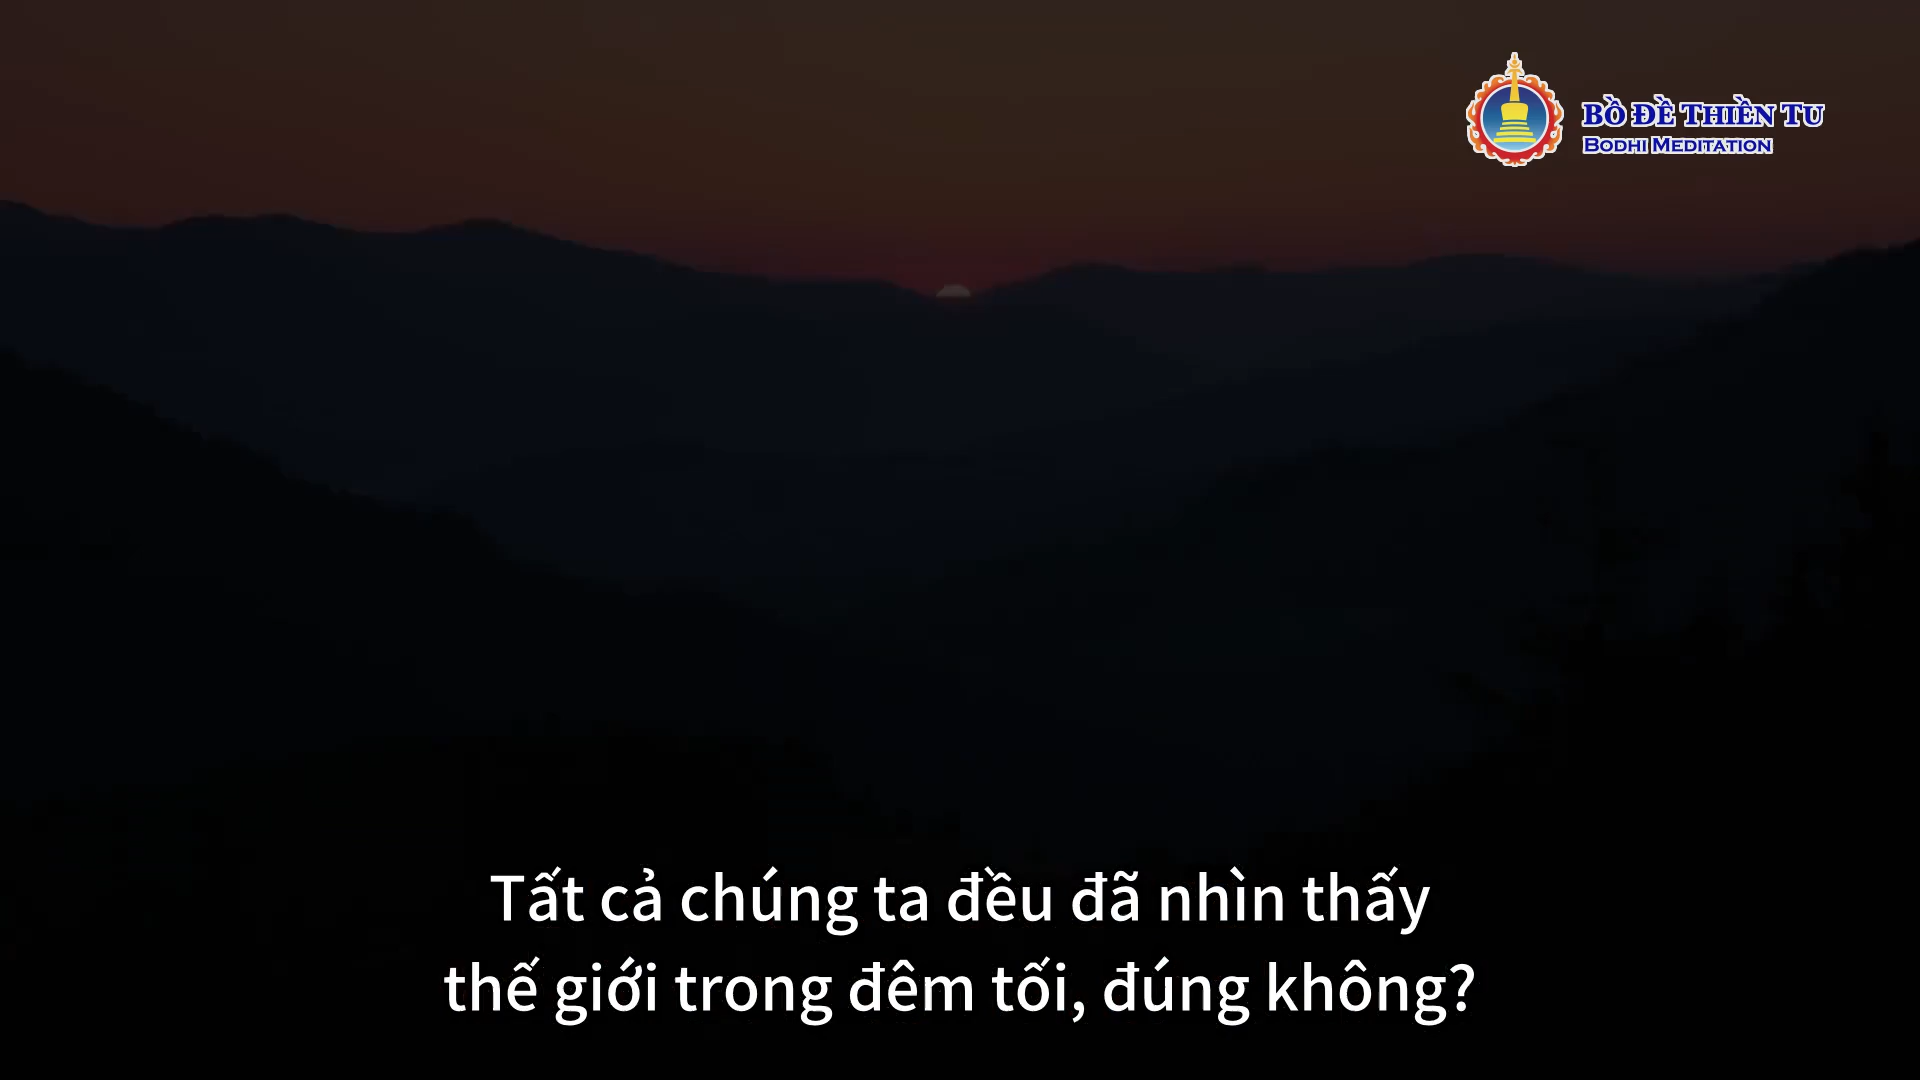 BỒ ĐỀ THIỀN TU
BODHI MEDITATION
Tất cả chúng ta đều đã nhìn thấy
thế giới trong đêm tối, đúng không?